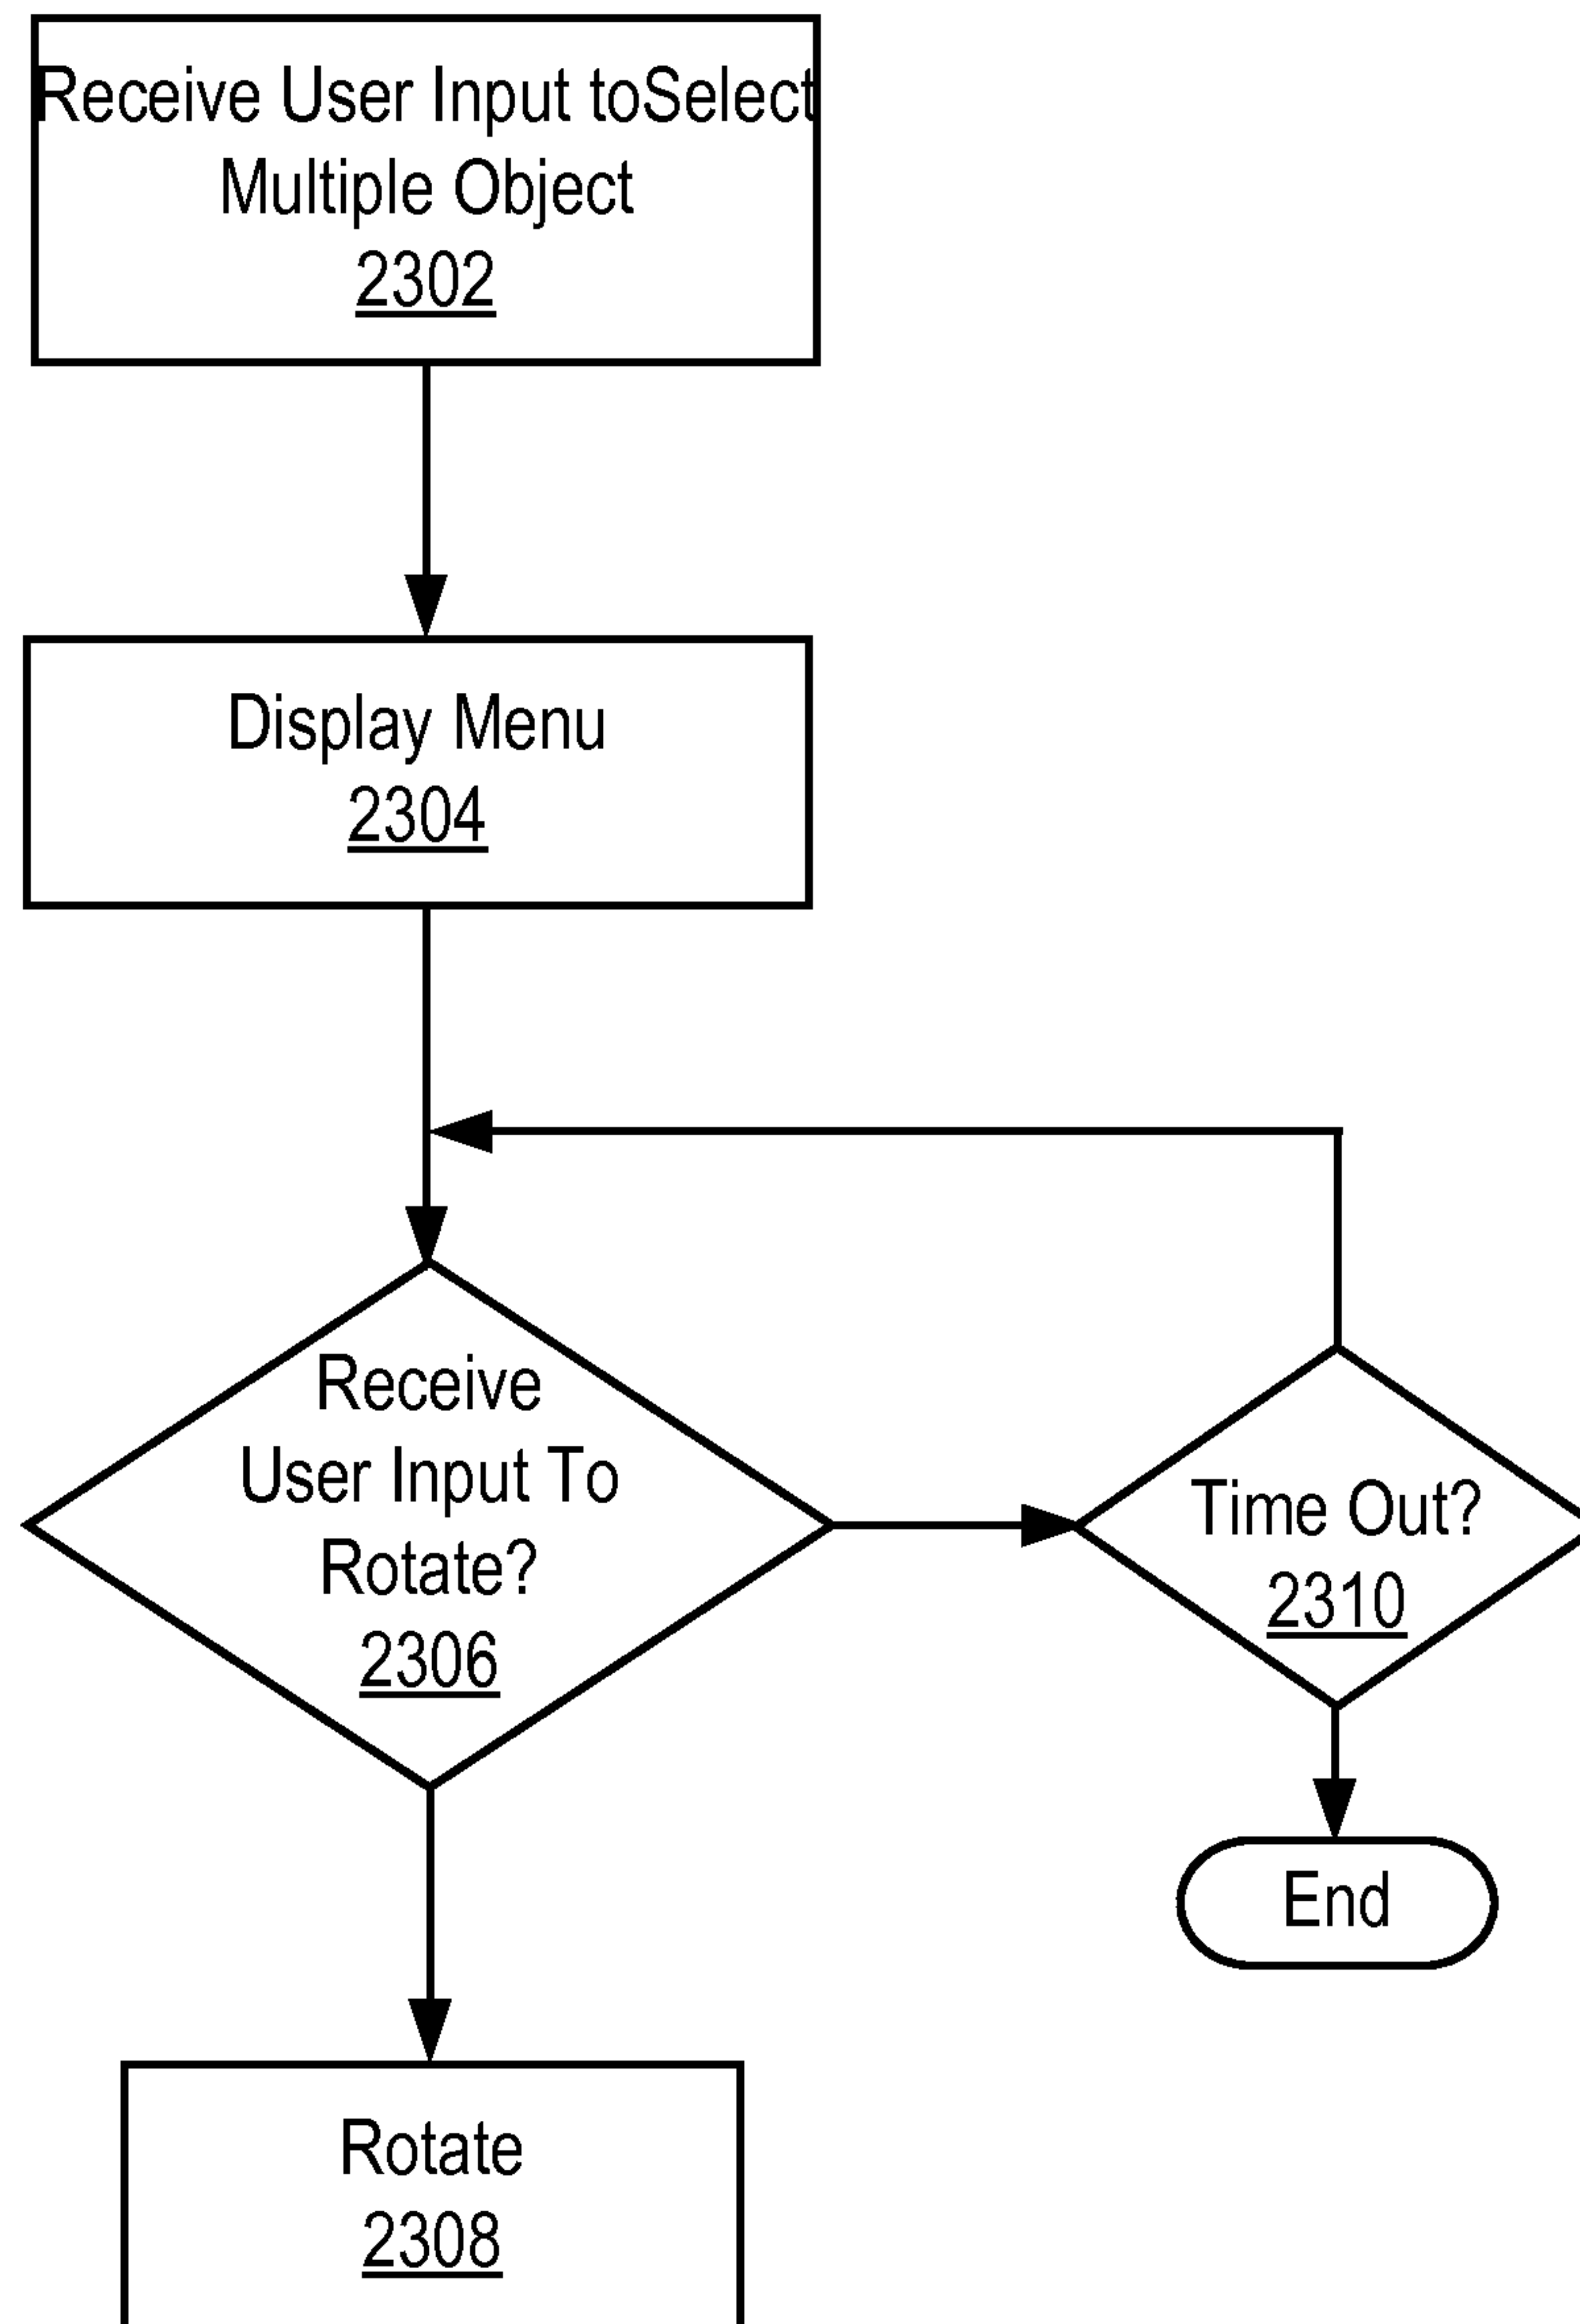 Receive User Input toSelect
Multiple Object
2302
Display Menu
2304
Receive
User Input To
Rotate?
2306
Time Out?
2310
End
Rotate
2308